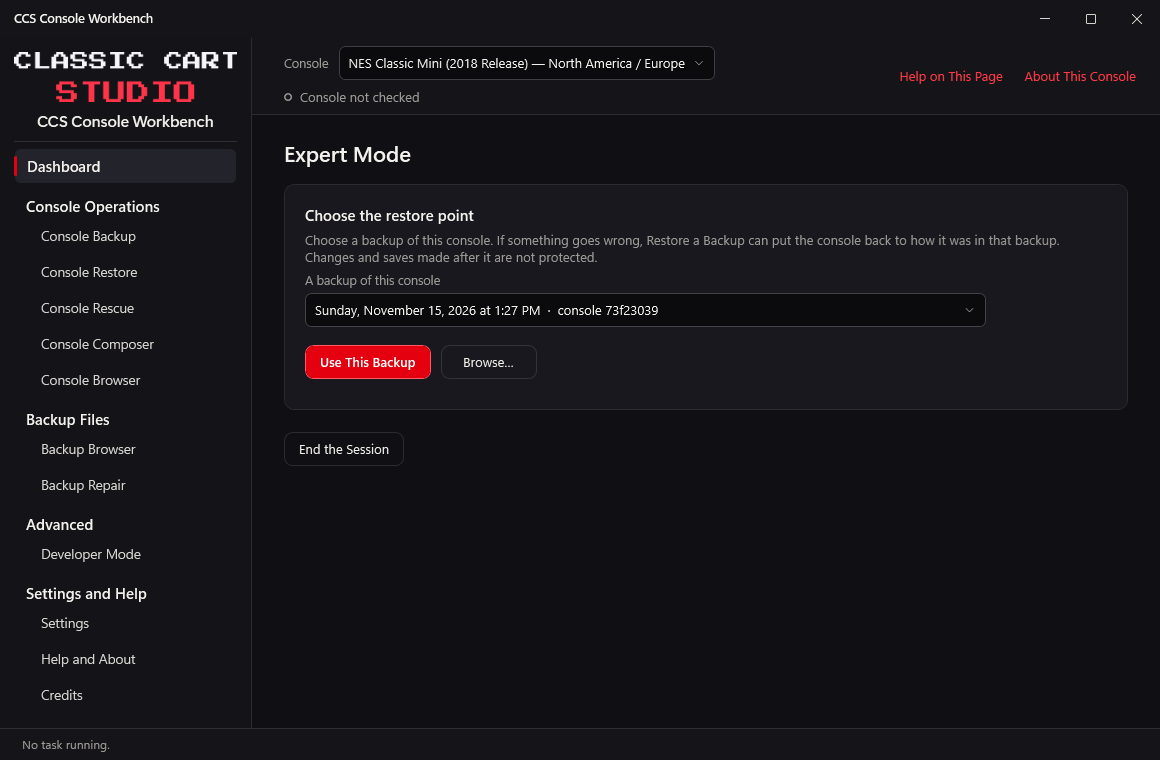 CCS Console Workbench
CLASSIC CART
STUDIO
CCS Console Workbench
Dashboard
Console Operations
Console Backup
Console Restore
Console Rescue
Console Composer
Console Browser
Backup Files
Backup Browser
Backup Repair
Advanced
Developer Mode
Settings and Help
Settings
Help and About
Credits
Console
NES Classic Mini (2018 Release) — North America / Europe
Console not checked
Help on This Page
About This Console
Expert Mode
Choose the restore point
Choose a backup of this console. If something goes wrong, Restore a Backup can put the console back to how it was in that backup.
Changes and saves made after it are not protected.
A backup of this console
Sunday, November 15, 2026 at 1:27 PM · console 73f23039
Use This Backup
Browse...
End the Session
No task running.